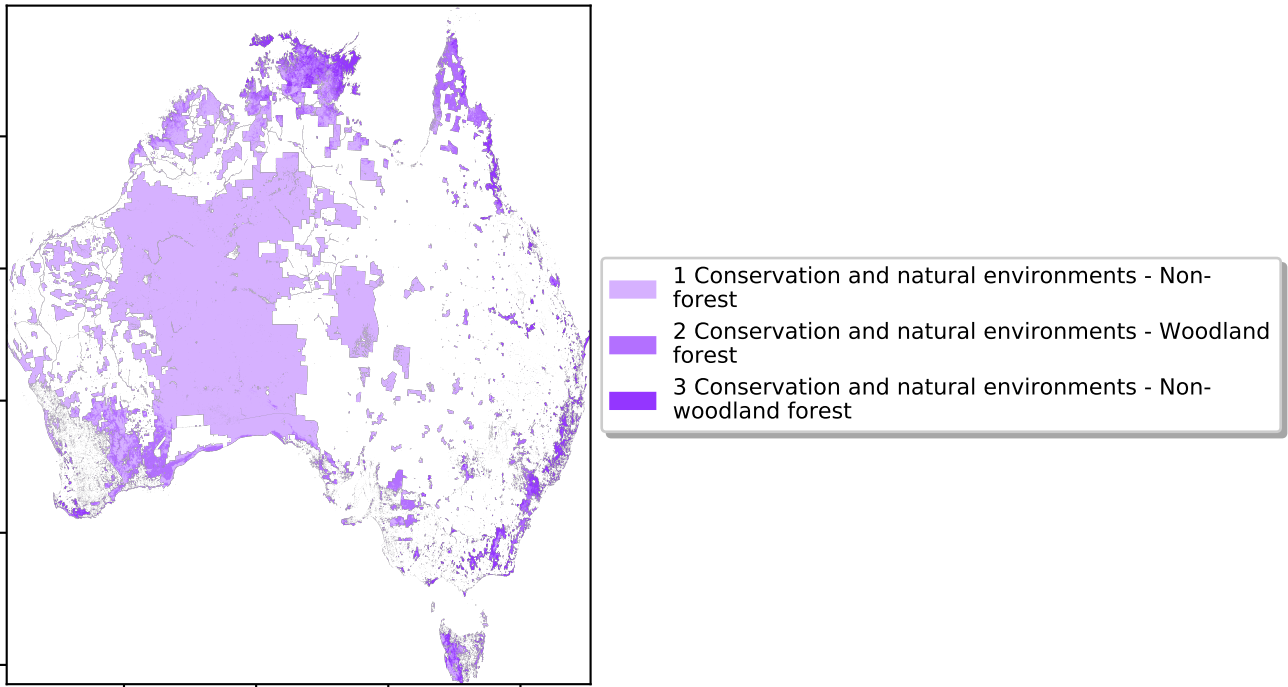 1 Conservation and natural environments - Non-
forest
2 Conservation and natural environments - Woodland
forest
3 Conservation and natural environments - Non-
woodland forest